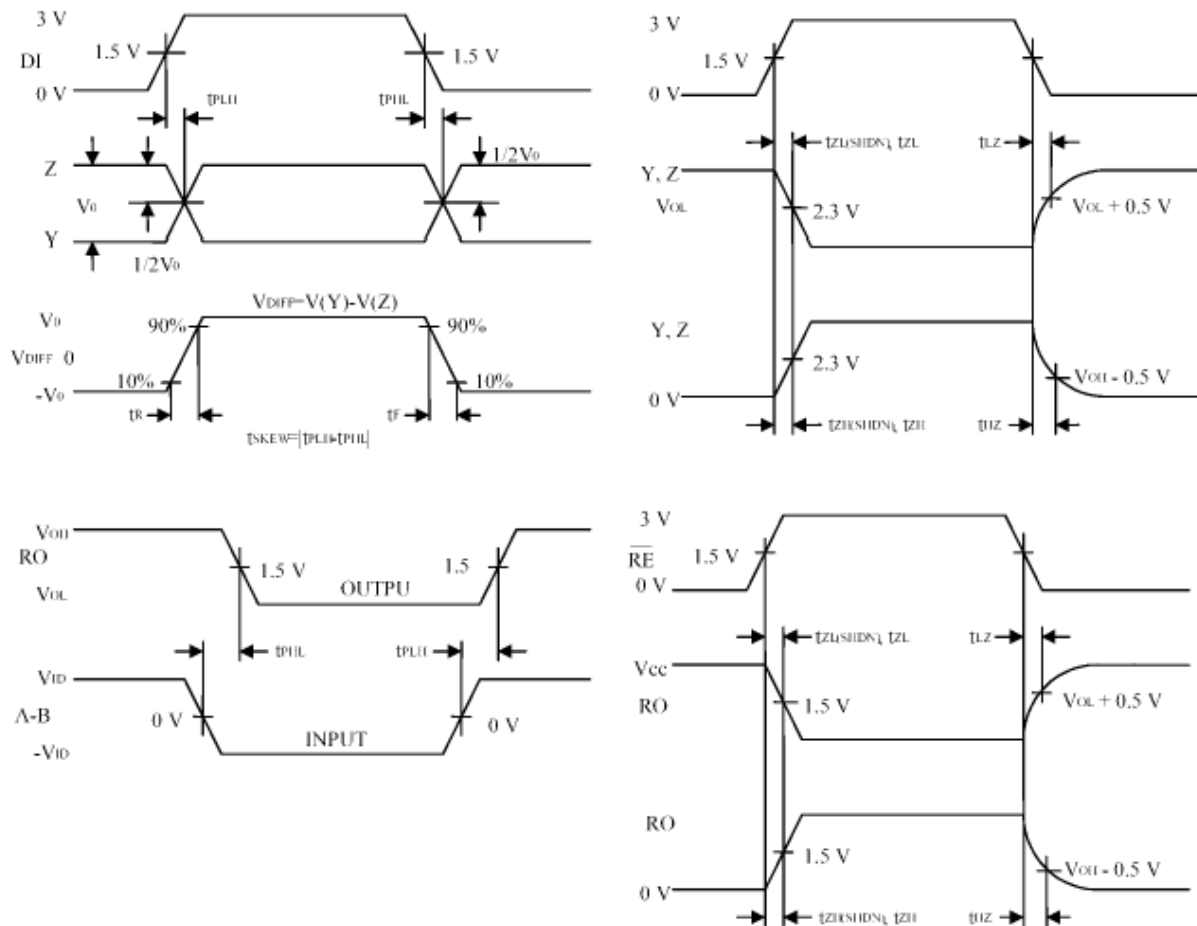 3 V
1.5 V
1.5 V
DI
0 V
tPLH
tPHL
Z
1/2V0
V0
Y
1/2V0
VDIFF=V(Y)-V(Z)
V0
90%
90%
VDIFF 0
10%
10%
-V0
tR
tF
tSKEW=|tPLH-tPHL|
3 V
1.5 V
0 V
tZL(SHDN), tZL
tLZ
Y, Z
VOL
2.3 V
VOL + 0.5 V
Y, Z
2.3 V
VOH - 0.5 V
0 V
tZH(SHDN), tZH
tHZ
VOH
RO
1.5 V
1.5
VOL
OUTPU
tPHL
tPLH
VID
A-B
0 V
0 V
-VID
INPUT
3 V
RE
1.5 V
0 V
tZL(SHDN), tZL
tLZ
Vcc
RO
1.5 V
VOL + 0.5 V
RO
1.5 V
VOH - 0.5 V
0 V
tZH(SHDN), tZH
tHZ